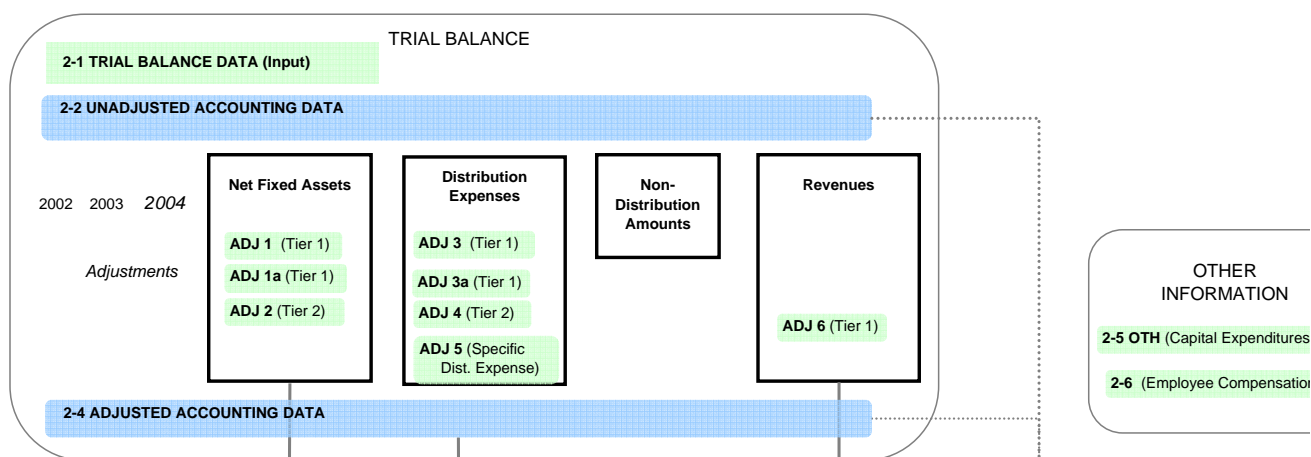 TRIAL BALANCE
2-1 TRIAL BALANCE DATA (Input)
2-2 UNADJUSTED ACCOUNTING DATA
2002 2003 2004
Adjustments
Net Fixed Assets
ADJ 1 (Tier 1)
ADJ 1a (Tier 1)
ADJ 2 (Tier 2)
Distribution
Expenses
ADJ 3 (Tier 1)
ADJ 3a (Tier 1)
ADJ 4 (Tier 2)
ADJ 5 (Specific
Dist. Expense)
Non-
Distribution
Amounts
Revenues
ADJ 6 (Tier 1)
2-4 ADJUSTED ACCOUNTING DATA
OTHER
INFORMATION
2-5 OTH (Capital Expenditures
2-6 (Employee Compensation